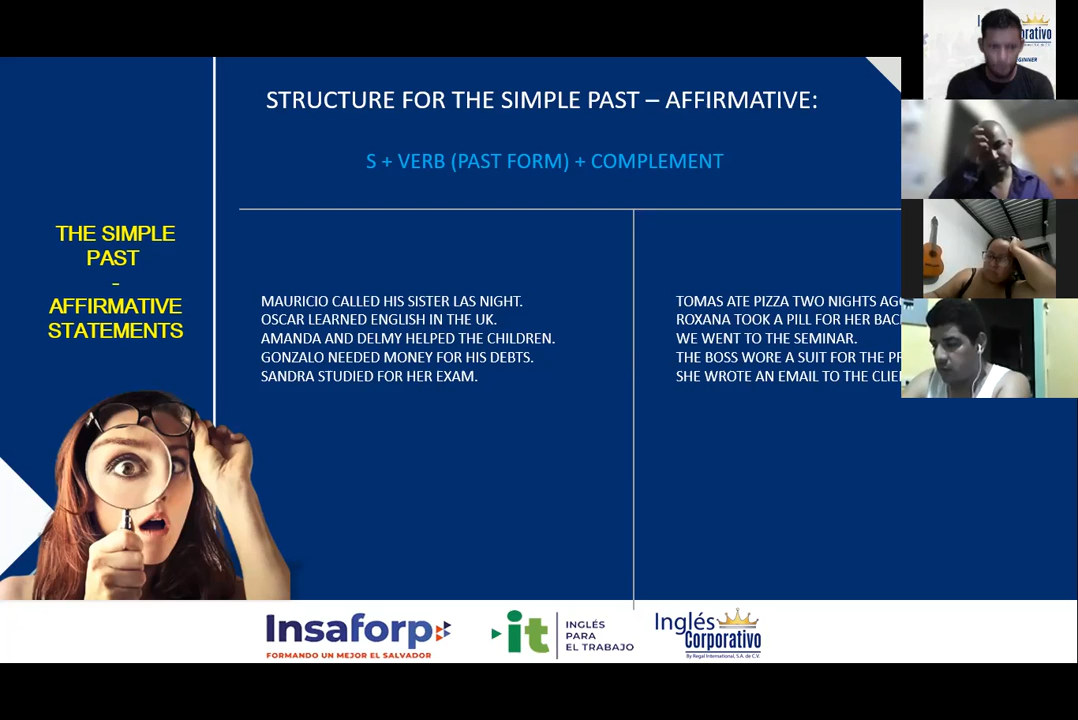 STRUCTURE FOR THE SIMPLE PAST – AFFIRMATIVE:
S + VERB (PAST FORM) + COMPLEMENT
THE SIMPLE
PAST
-
AFFIRMATIVE
STATEMENTS
MAURICIO CALLED HIS SISTER LAS NIGHT.
OSCAR LEARNED ENGLISH IN THE UK.
AMANDA AND DELMY HELPED THE CHILDREN.
GONZALO NEEDED MONEY FOR HIS DEBTS.
SANDRA STUDIED FOR HER EXAM.
TOMAS ATE PIZZA TWO NIGHTS
ROXANA TOOK A PILL FOR HER
WE WENT TO THE SEMINAR.
THE BOSS WORE A SUIT FOR THE
SHE WROTE AN EMAIL TO THE
Insaforp
FORMANDO UN MEJOR EL SALVADOR
it
INGLÉS
PARA
EL TRABAJO
Inglés
Corporativo
By Regal International, S.A. de C.V.